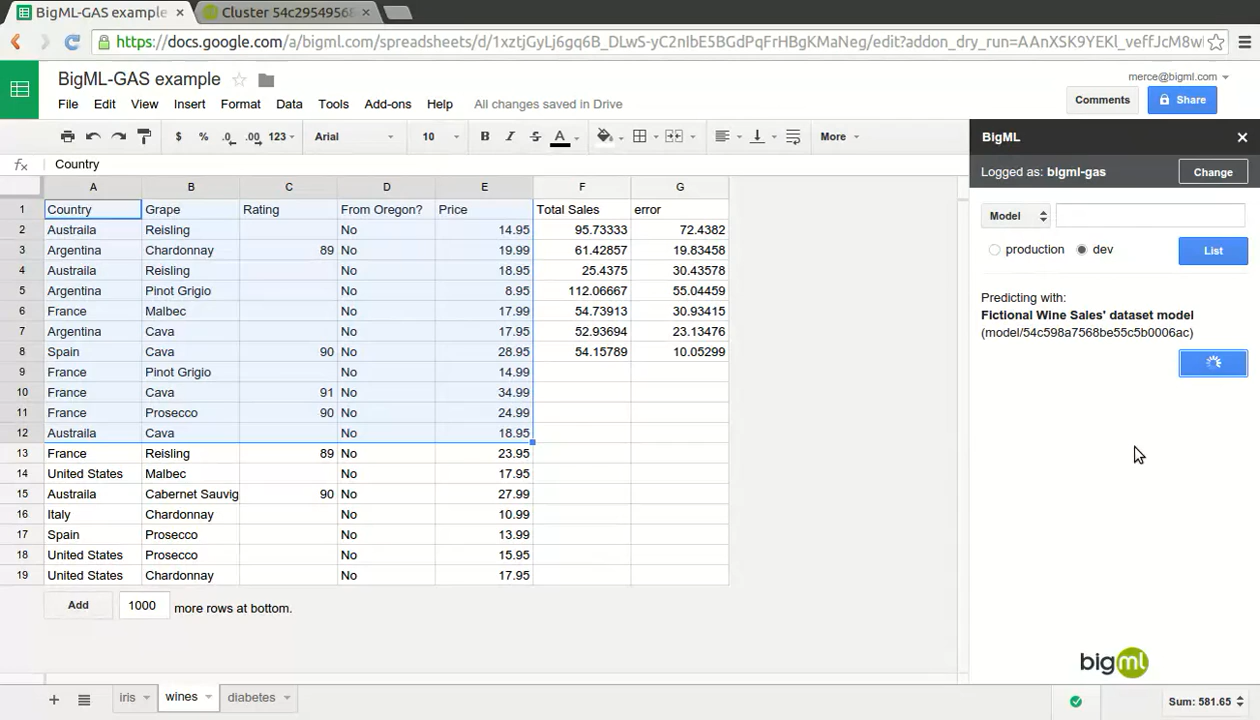 BigML-GAS example
Cluster 54c29549568
https://docs.google.com/a/bigml.com/spreadsheets/d/1xztjGyLj6gq6B_DLwS-yC2nIbE5BGdPqFrHBgKMaNeg/edit?addon_dry_run=AAnXSK9YEKl_veffJcM8wl
BigML-GAS example
merce@bigml.com
File Edit View Insert Format Data Tools Add-ons Help All changes saved in Drive
Comments Share
$ % .0 .00 123 Arial 10 B I S A More
BigML
fx Country
Logged as: bigml-gas Change
A B C D E F G
1 Country Grape Rating From Oregon? Price Total Sales error
2 Austraila Reisling No 14.95 95.73333 72.4382
3 Argentina Chardonnay 89 No 19.99 61.42857 19.83458
4 Austraila Reisling No 18.95 25.4375 30.43578
5 Argentina Pinot Grigio No 8.95 112.06667 55.04459
6 France Malbec No 17.99 54.73913 30.93415
7 Argentina Cava No 17.95 52.93694 23.13476
8 Spain Cava 90 No 28.95 54.15789 10.05299
9 France Pinot Grigio No 14.99
10 France Cava 91 No 34.99
11 France Prosecco 90 No 24.99
12 Austraila Cava No 18.95
13 France Reisling 89 No 23.95
14 United States Malbec No 17.95
15 Austraila Cabernet Sauvig 90 No 27.99
16 Italy Chardonnay No 10.99
17 Spain Prosecco No 13.99
18 United States Prosecco No 15.95
19 United States Chardonnay No 17.95
Add 1000 more rows at bottom.
Model
production dev List
Predicting with:
Fictional Wine Sales' dataset model
(model/54c598a7568be55c5b0006ac)
bigml
iris wines diabetes
Sum: 581.65